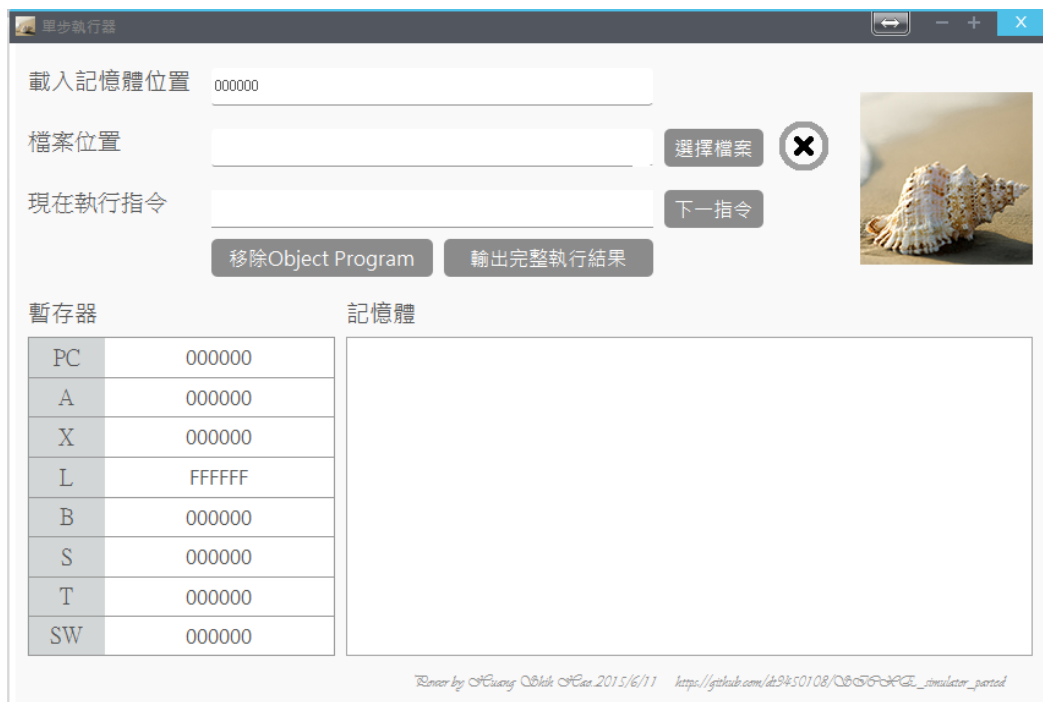 單步執行器
載入記憶體位置 000000
檔案位置 選擇檔案
現在執行指令 下一指令
移除Object Program 輸出完整執行結果
暫存器 記憶體
PC 000000
A 000000
X 000000
L FFFFFF
B 000000
S 000000
T 000000
SW 000000
Power by Huang Shih Hao 2015/6/11